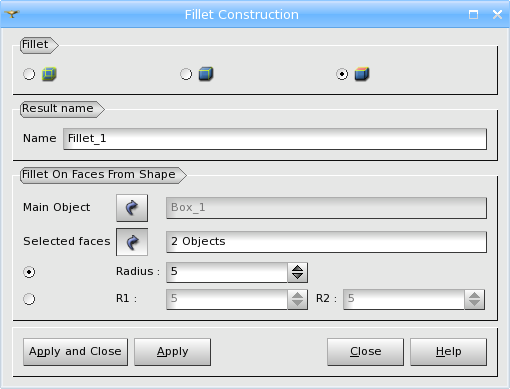 Fillet Construction
Fillet
Result name
Name Fillet_1
Fillet On Faces From Shape
Main Object Box_1
Selected faces 2 Objects
Radius : 5
R1 : 5 R2 : 5
Apply and Close Apply Close Help